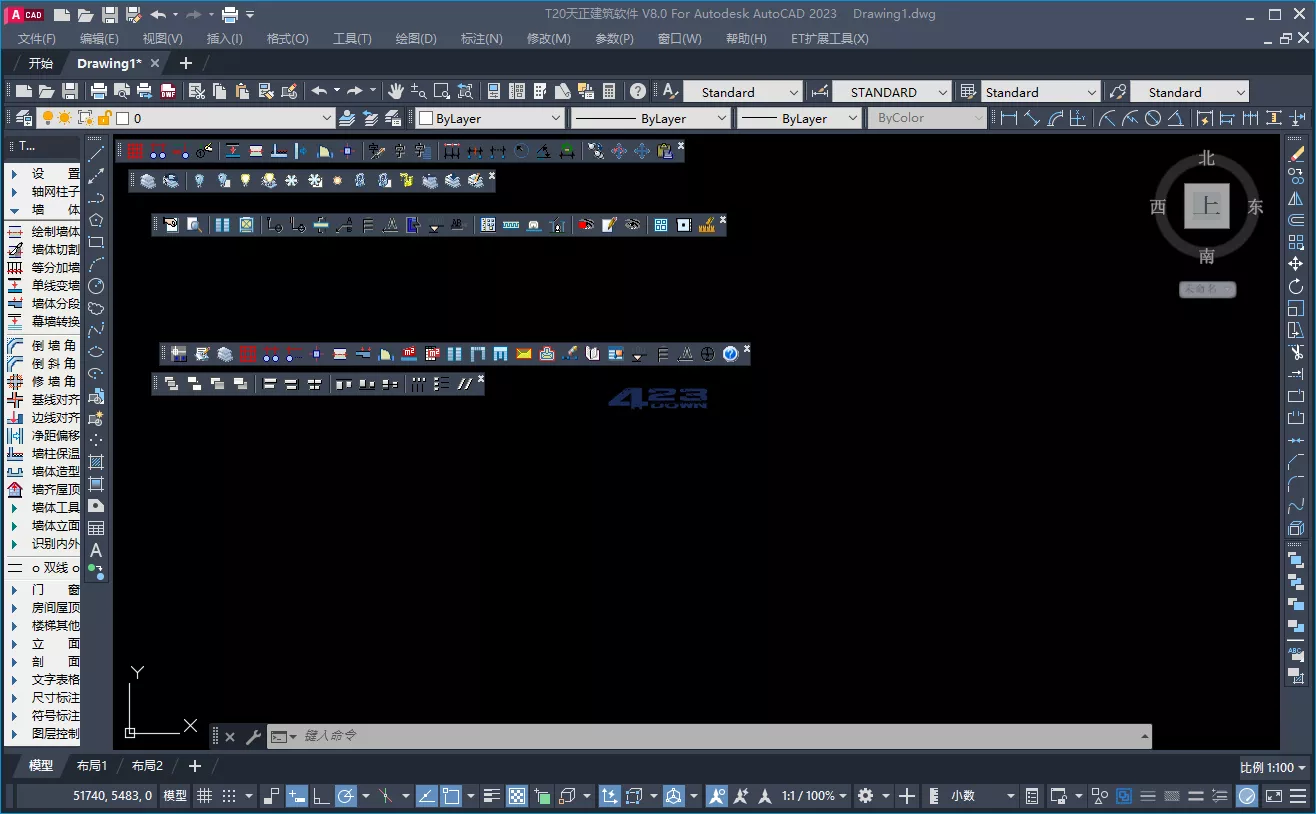 A CAD
T20天正建筑软件 V8.0 For Autodesk AutoCAD 2023 Drawing1.dwg
文件(F) 编辑(E) 视图(V) 插入(I) 格式(O) 工具(T) 绘图(D) 标注(N) 修改(M) 参数(P) 窗口(W) 帮助(H) ET扩展工具(X)
开始 Drawing1*
DWF
Standard STANDARD Standard Standard
0 ByLayer ByLayer ByLayer ByColor
T...
设 置
轴网柱子
墙 体
绘制墙体
墙体切割
等分加墙
单线变墙
墙体分段
幕墙转换
倒 墙 角
倒 斜 角
修 墙 角
基线对齐
边线对齐
净距偏移
墙柱保温
墙体造型
墙齐屋顶
墙体工具
墙体立面
识别内外
o 双线 o
门 窗
房间屋顶
楼梯其他
立 面
剖 面
文字表格
尺寸标注
符号标注
图层控制
北
西 上 东
南
未命名
423
DOWN
Y
X
键入命令
模型 布局1 布局2
比例 1:100
51740, 5483, 0 模型 1:1 / 100% 小数